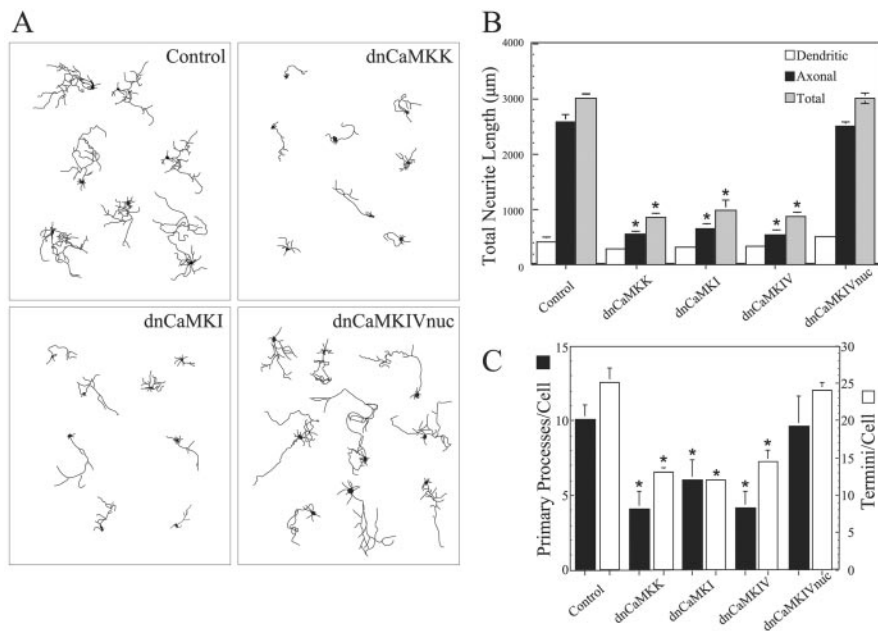 A
Control
dnCaMKK
dnCaMKI
dnCaMKIVnuc
B
Total Neurite Length (µm)
4000
3000
2000
1000
0
Dendritic
Axonal
Total
* * * * * *
Control
dnCaMKK
dnCaMKI
dnCaMKIV
dnCaMKIVnuc
C
Primary Processes/Cell
15
10
5
0
* * * * * *
30
25
20
15
10
5
0
Termini/Cell
Control
dnCaMKK
dnCaMKI
dnCaMKIV
dnCaMKIVnuc